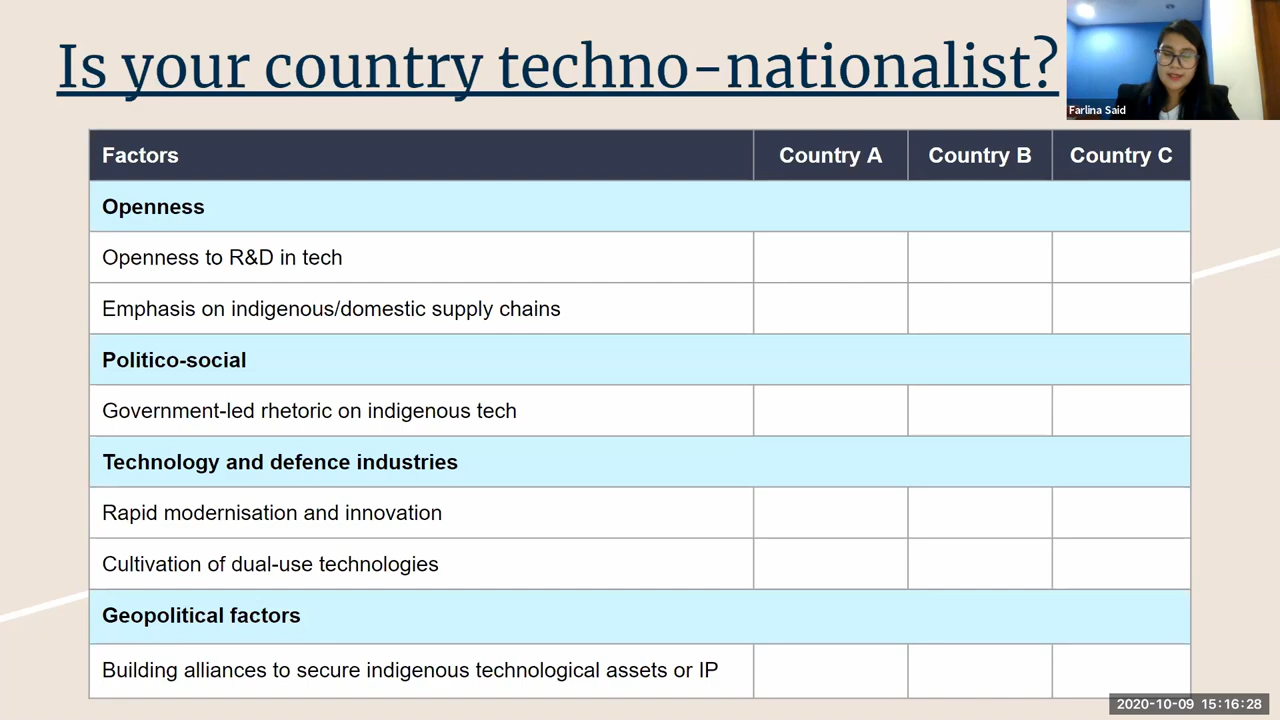 Is your country techno-nationalist?
Farlina Said
Factors Country A Country B Country C
Openness
Openness to R&D in tech
Emphasis on indigenous/domestic supply chains
Politico-social
Government-led rhetoric on indigenous tech
Technology and defence industries
Rapid modernisation and innovation
Cultivation of dual-use technologies
Geopolitical factors
Building alliances to secure indigenous technological assets or IP
2020-10-09 15:16:28